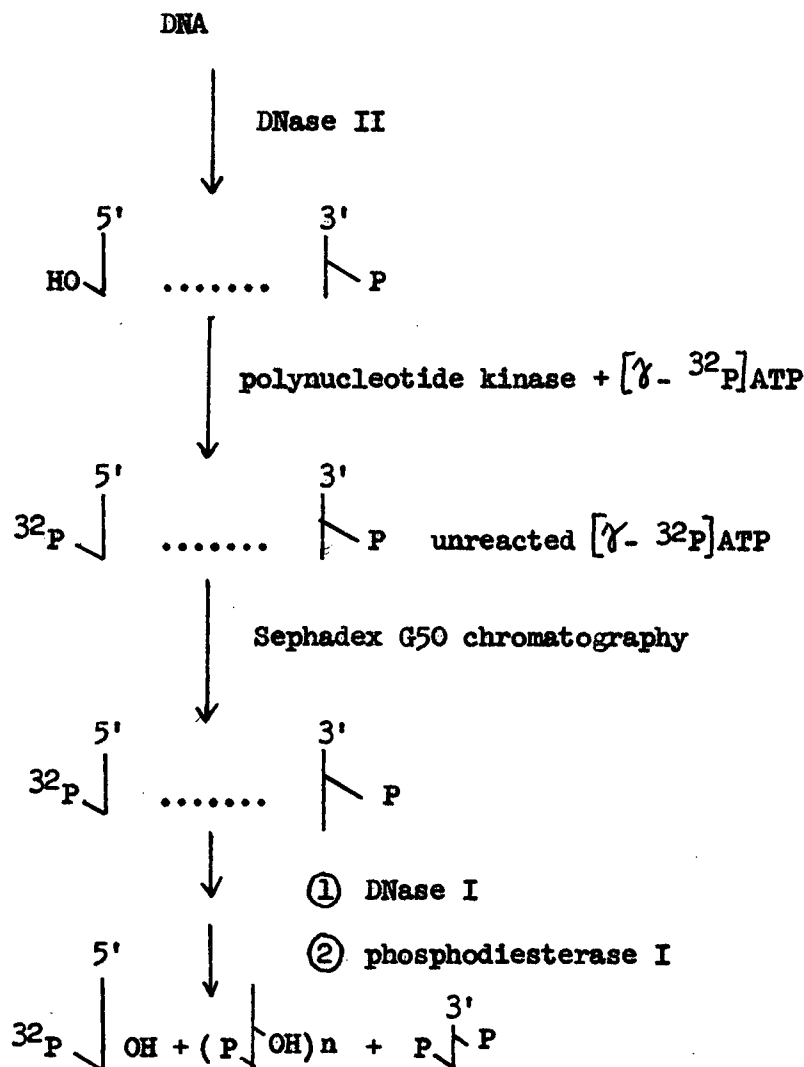 DNA
DNase II
5' 3'
HO ....... P
polynucleotide kinase + [γ- ³²P]ATP
5' 3'
³²P ....... P unreacted [γ- ³²P]ATP
Sephadex G50 chromatography
5' 3'
³²P ....... P
① DNase I
② phosphodiesterase I
5' 3'
³²P OH + (P OH)n + P P